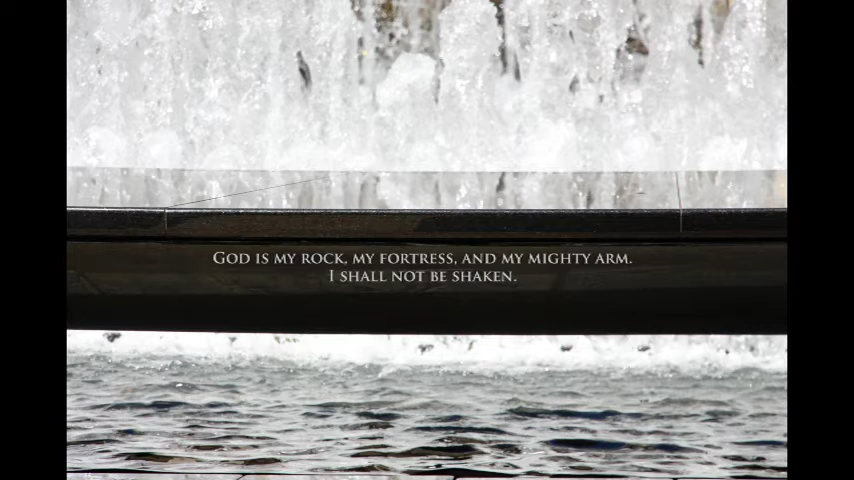 God is my rock, my fortress, and my mighty arm.
I shall not be shaken.